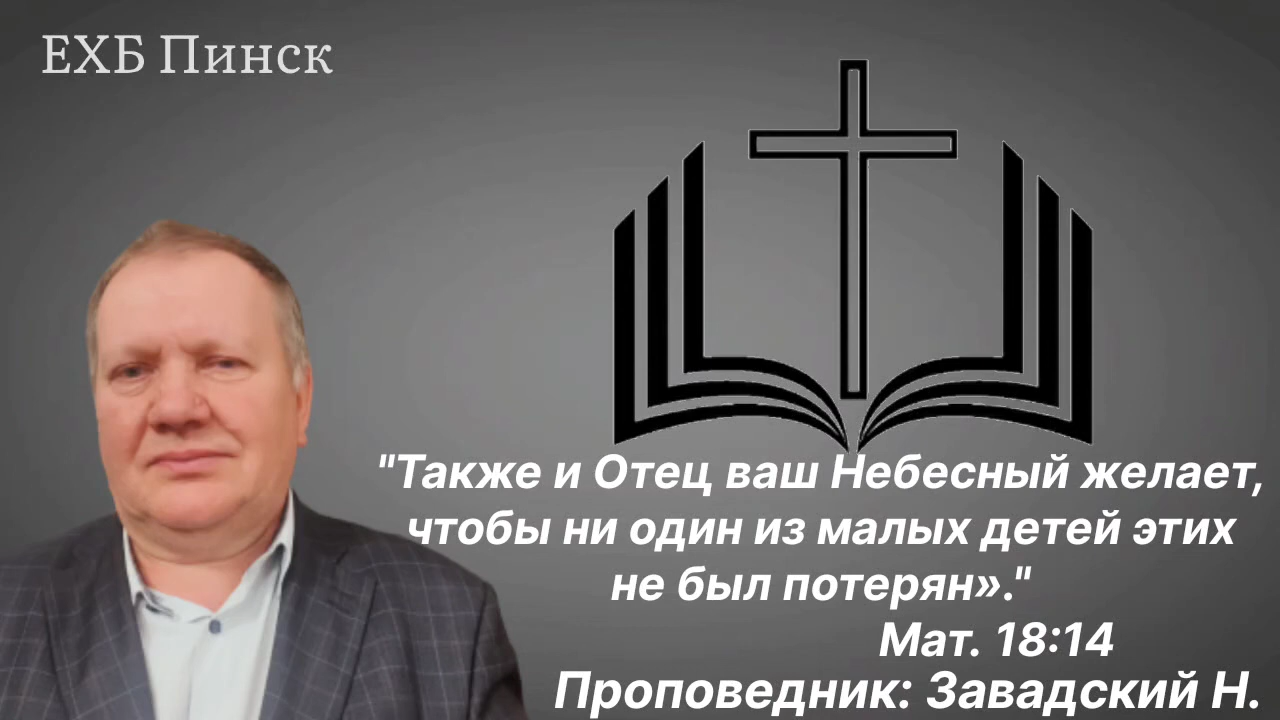 ЕХБ Пинск
"Также и Отец ваш Небесный желает,
чтобы ни один из малых детей этих
не был потерян»."
Мат. 18:14
Проповедник: Завадский Н.